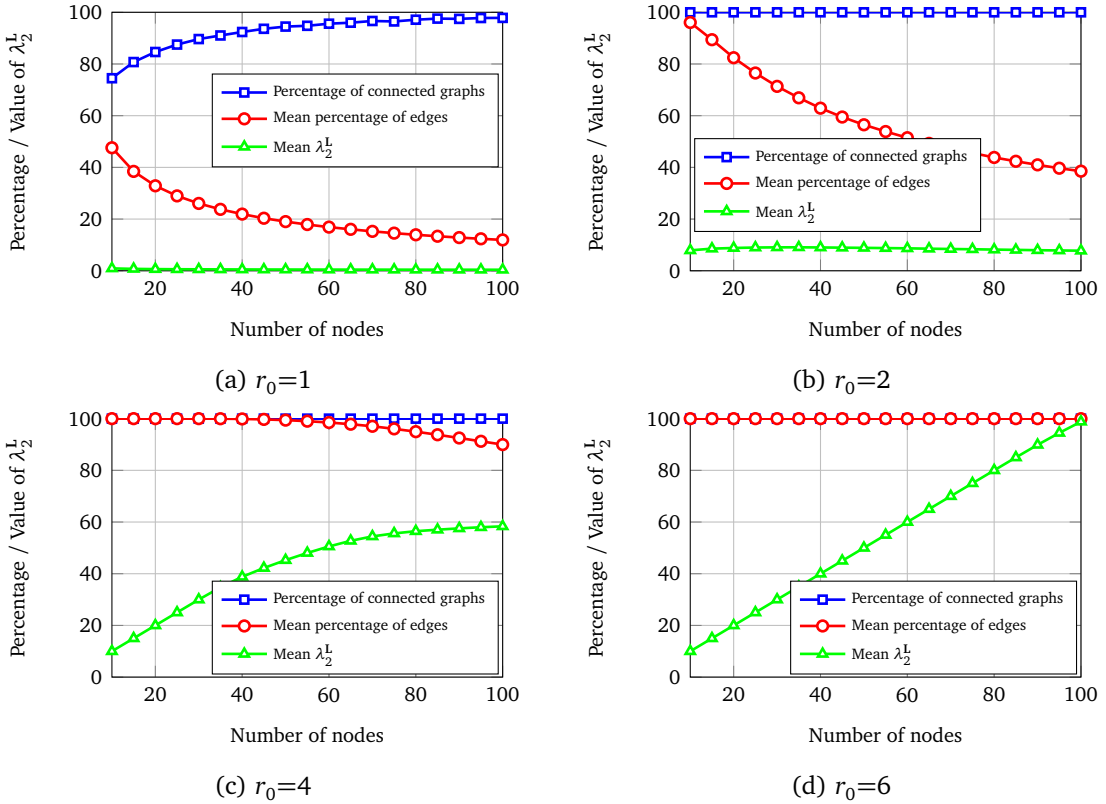 Percentage / Value of λ₂ᴸ
100
80
60
40
20
0
20 40 60 80 100
Number of nodes
Percentage of connected graphs
Mean percentage of edges
Mean λ₂ᴸ
(a) r₀=1
Percentage / Value of λ₂ᴸ
100
80
60
40
20
0
20 40 60 80 100
Number of nodes
Percentage of connected graphs
Mean percentage of edges
Mean λ₂ᴸ
(b) r₀=2
Percentage / Value of λ₂ᴸ
100
80
60
40
20
0
20 40 60 80 100
Number of nodes
Percentage of connected graphs
Mean percentage of edges
Mean λ₂ᴸ
(c) r₀=4
Percentage / Value of λ₂ᴸ
100
80
60
40
20
0
20 40 60 80 100
Number of nodes
Percentage of connected graphs
Mean percentage of edges
Mean λ₂ᴸ
(d) r₀=6